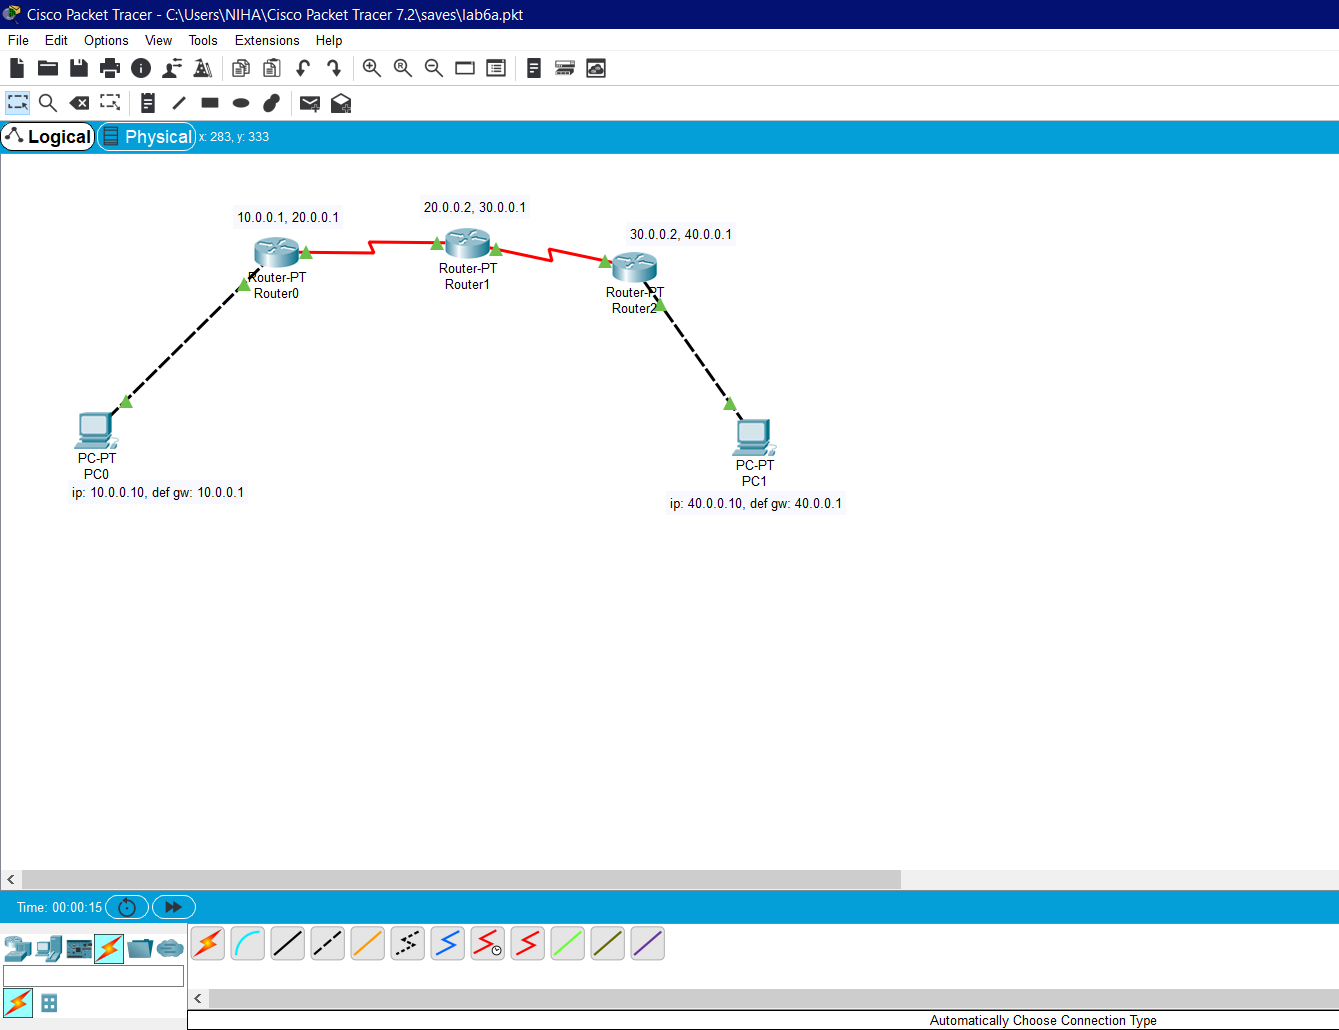 Cisco Packet Tracer - C:\Users\NIHA\Cisco Packet Tracer 7.2\saves\lab6a.pkt
File Edit Options View Tools Extensions Help
Logical Physical x: 283, y: 333
10.0.0.1, 20.0.0.1
20.0.0.2, 30.0.0.1
30.0.0.2, 40.0.0.1
Router-PT
Router0
Router-PT
Router1
Router-PT
Router2
PC-PT
PC0
ip: 10.0.0.10, def gw: 10.0.0.1
PC-PT
PC1
ip: 40.0.0.10, def gw: 40.0.0.1
Time: 00:00:15
Automatically Choose Connection Type